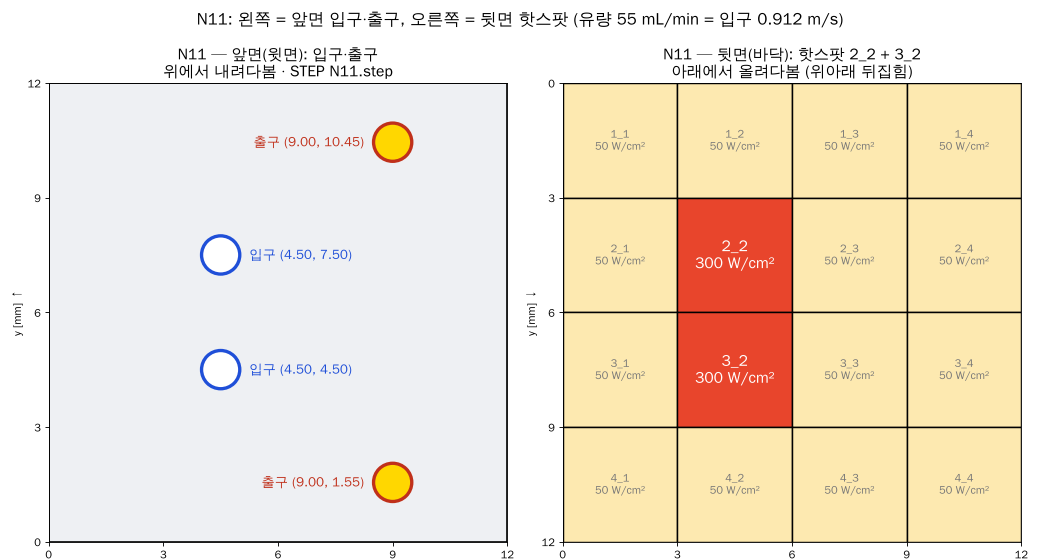 N11: 왼쪽 = 앞면 입구·출구, 오른쪽 = 뒷면 핫스팟 (유량 55 mL/min = 입구 0.912 m/s)
N11 — 앞면(윗면): 입구·출구
위에서 내려다봄 · STEP N11.step
12
9
6
3
0
0
3
6
9
12
y [mm] ↑
출구 (9.00, 10.45)
입구 (4.50, 7.50)
입구 (4.50, 4.50)
출구 (9.00, 1.55)
N11 — 뒷면(바닥): 핫스팟 2_2 + 3_2
아래에서 올려다봄 (위아래 뒤집힘)
0
3
6
9
12
0
3
6
9
12
y [mm] ↓
1_1
50 W/cm²
1_2
50 W/cm²
1_3
50 W/cm²
1_4
50 W/cm²
2_1
50 W/cm²
2_2
300 W/cm²
2_3
50 W/cm²
2_4
50 W/cm²
3_1
50 W/cm²
3_2
300 W/cm²
3_3
50 W/cm²
3_4
50 W/cm²
4_1
50 W/cm²
4_2
50 W/cm²
4_3
50 W/cm²
4_4
50 W/cm²